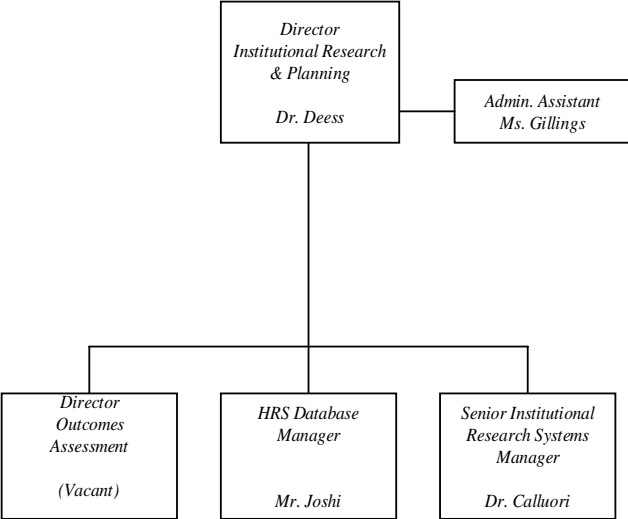 Director
Institutional Research
& Planning
Dr. Deess
Admin. Assistant
Ms. Gillings
Director
Outcomes
Assessment
(Vacant)
HRS Database
Manager
Mr. Joshi
Senior Institutional
Research Systems
Manager
Dr. Calluori